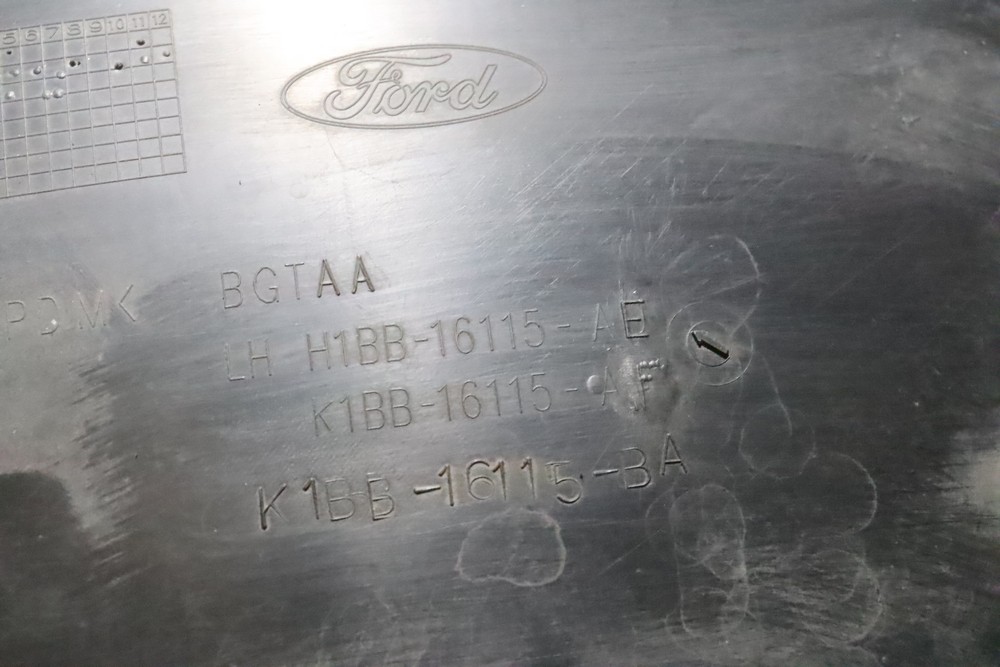 5 6 7 8 9 10 11 12
Ford
BGTAA
LH H1BB-16115-AE
K1BB-16115-AF
K1BB-16115-BA